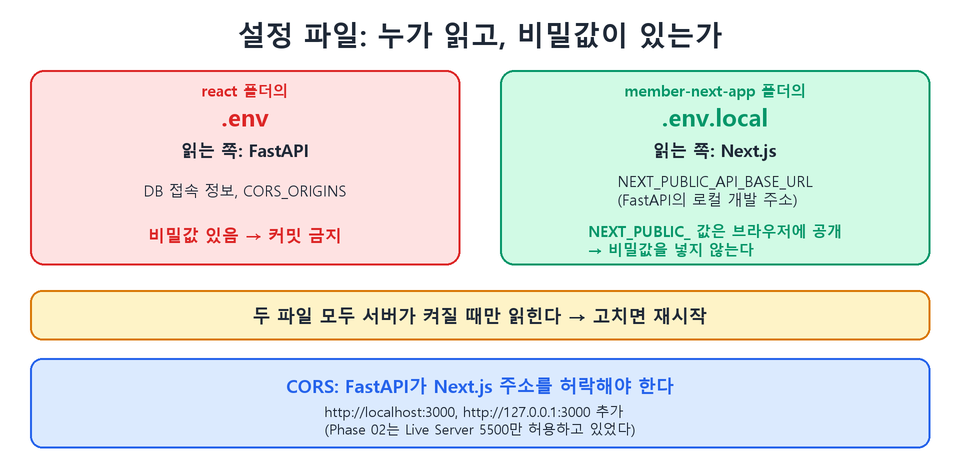 설정 파일: 누가 읽고, 비밀값이 있는가
react 폴더의
.env
읽는 쪽: FastAPI
DB 접속 정보, CORS_ORIGINS
비밀값 있음 → 커밋 금지
member-next-app 폴더의
.env.local
읽는 쪽: Next.js
NEXT_PUBLIC_API_BASE_URL
(FastAPI의 로컬 개발 주소)
NEXT_PUBLIC_ 값은 브라우저에 공개
→ 비밀값을 넣지 않는다
두 파일 모두 서버가 켜질 때만 읽힌다 → 고치면 재시작
CORS: FastAPI가 Next.js 주소를 허락해야 한다
http://localhost:3000, http://127.0.0.1:3000 추가
(Phase 02는 Live Server 5500만 허용하고 있었다)